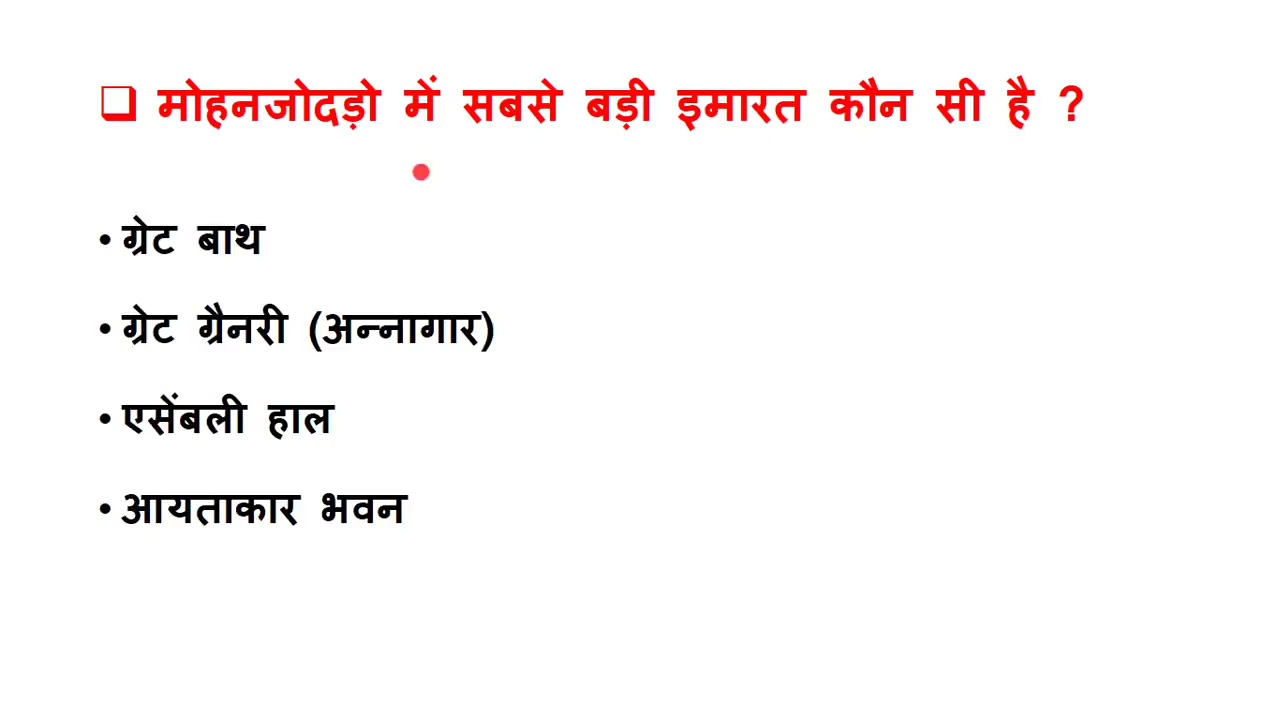 ❑ मोहनजोदड़ो में सबसे बड़ी इमारत कौन सी है ?
• ग्रेट बाथ
• ग्रेट ग्रैनरी (अन्नागार)
• एसेंबली हाल
• आयताकार भवन